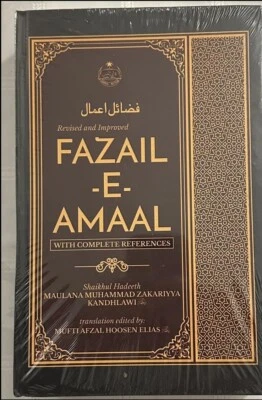 فضائل اعمال
Revised and Improved
FAZAIL
-E-
AMAAL
WITH COMPLETE REFERENCES
Shaikhul Hadeeth
MAULANA MUHAMMAD ZAKARIYYA
KANDHLAWI
translation edited by:
MUFTI AFZAL HOOSEN ELIAS